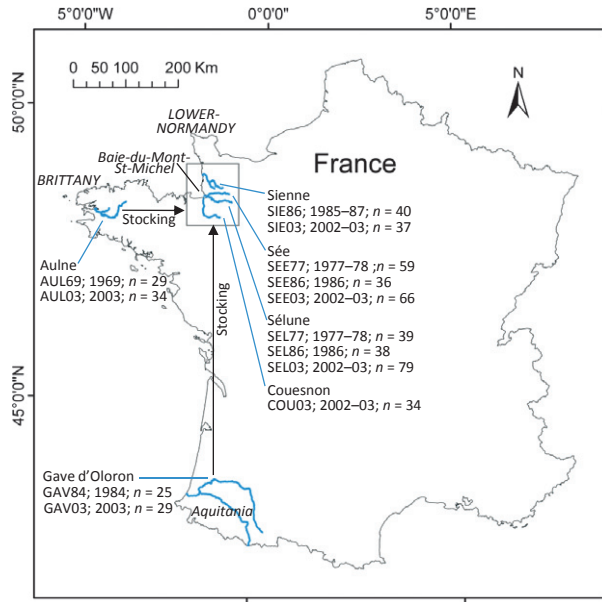 5°0'0"W
0°0'0"
5°0'0"E
50°0'0"N
45°0'0"N
0 50 100 200 Km
N
LOWER-
NORMANDY
Baie-du-Mont-
St-Michel
BRITTANY
France
Stocking
Sienne
SIE86; 1985–87; n = 40
SIE03; 2002–03; n = 37
Sée
SEE77; 1977–78 ;n = 59
SEE86; 1986; n = 36
SEE03; 2002–03; n = 66
Aulne
AUL69; 1969; n = 29
AUL03; 2003; n = 34
Stocking
Sélune
SEL77; 1977–78; n = 39
SEL86; 1986; n = 38
SEL03; 2002–03; n = 79
Couesnon
COU03; 2002–03; n = 34
Gave d'Oloron
GAV84; 1984; n = 25
GAV03; 2003; n = 29
Aquitania